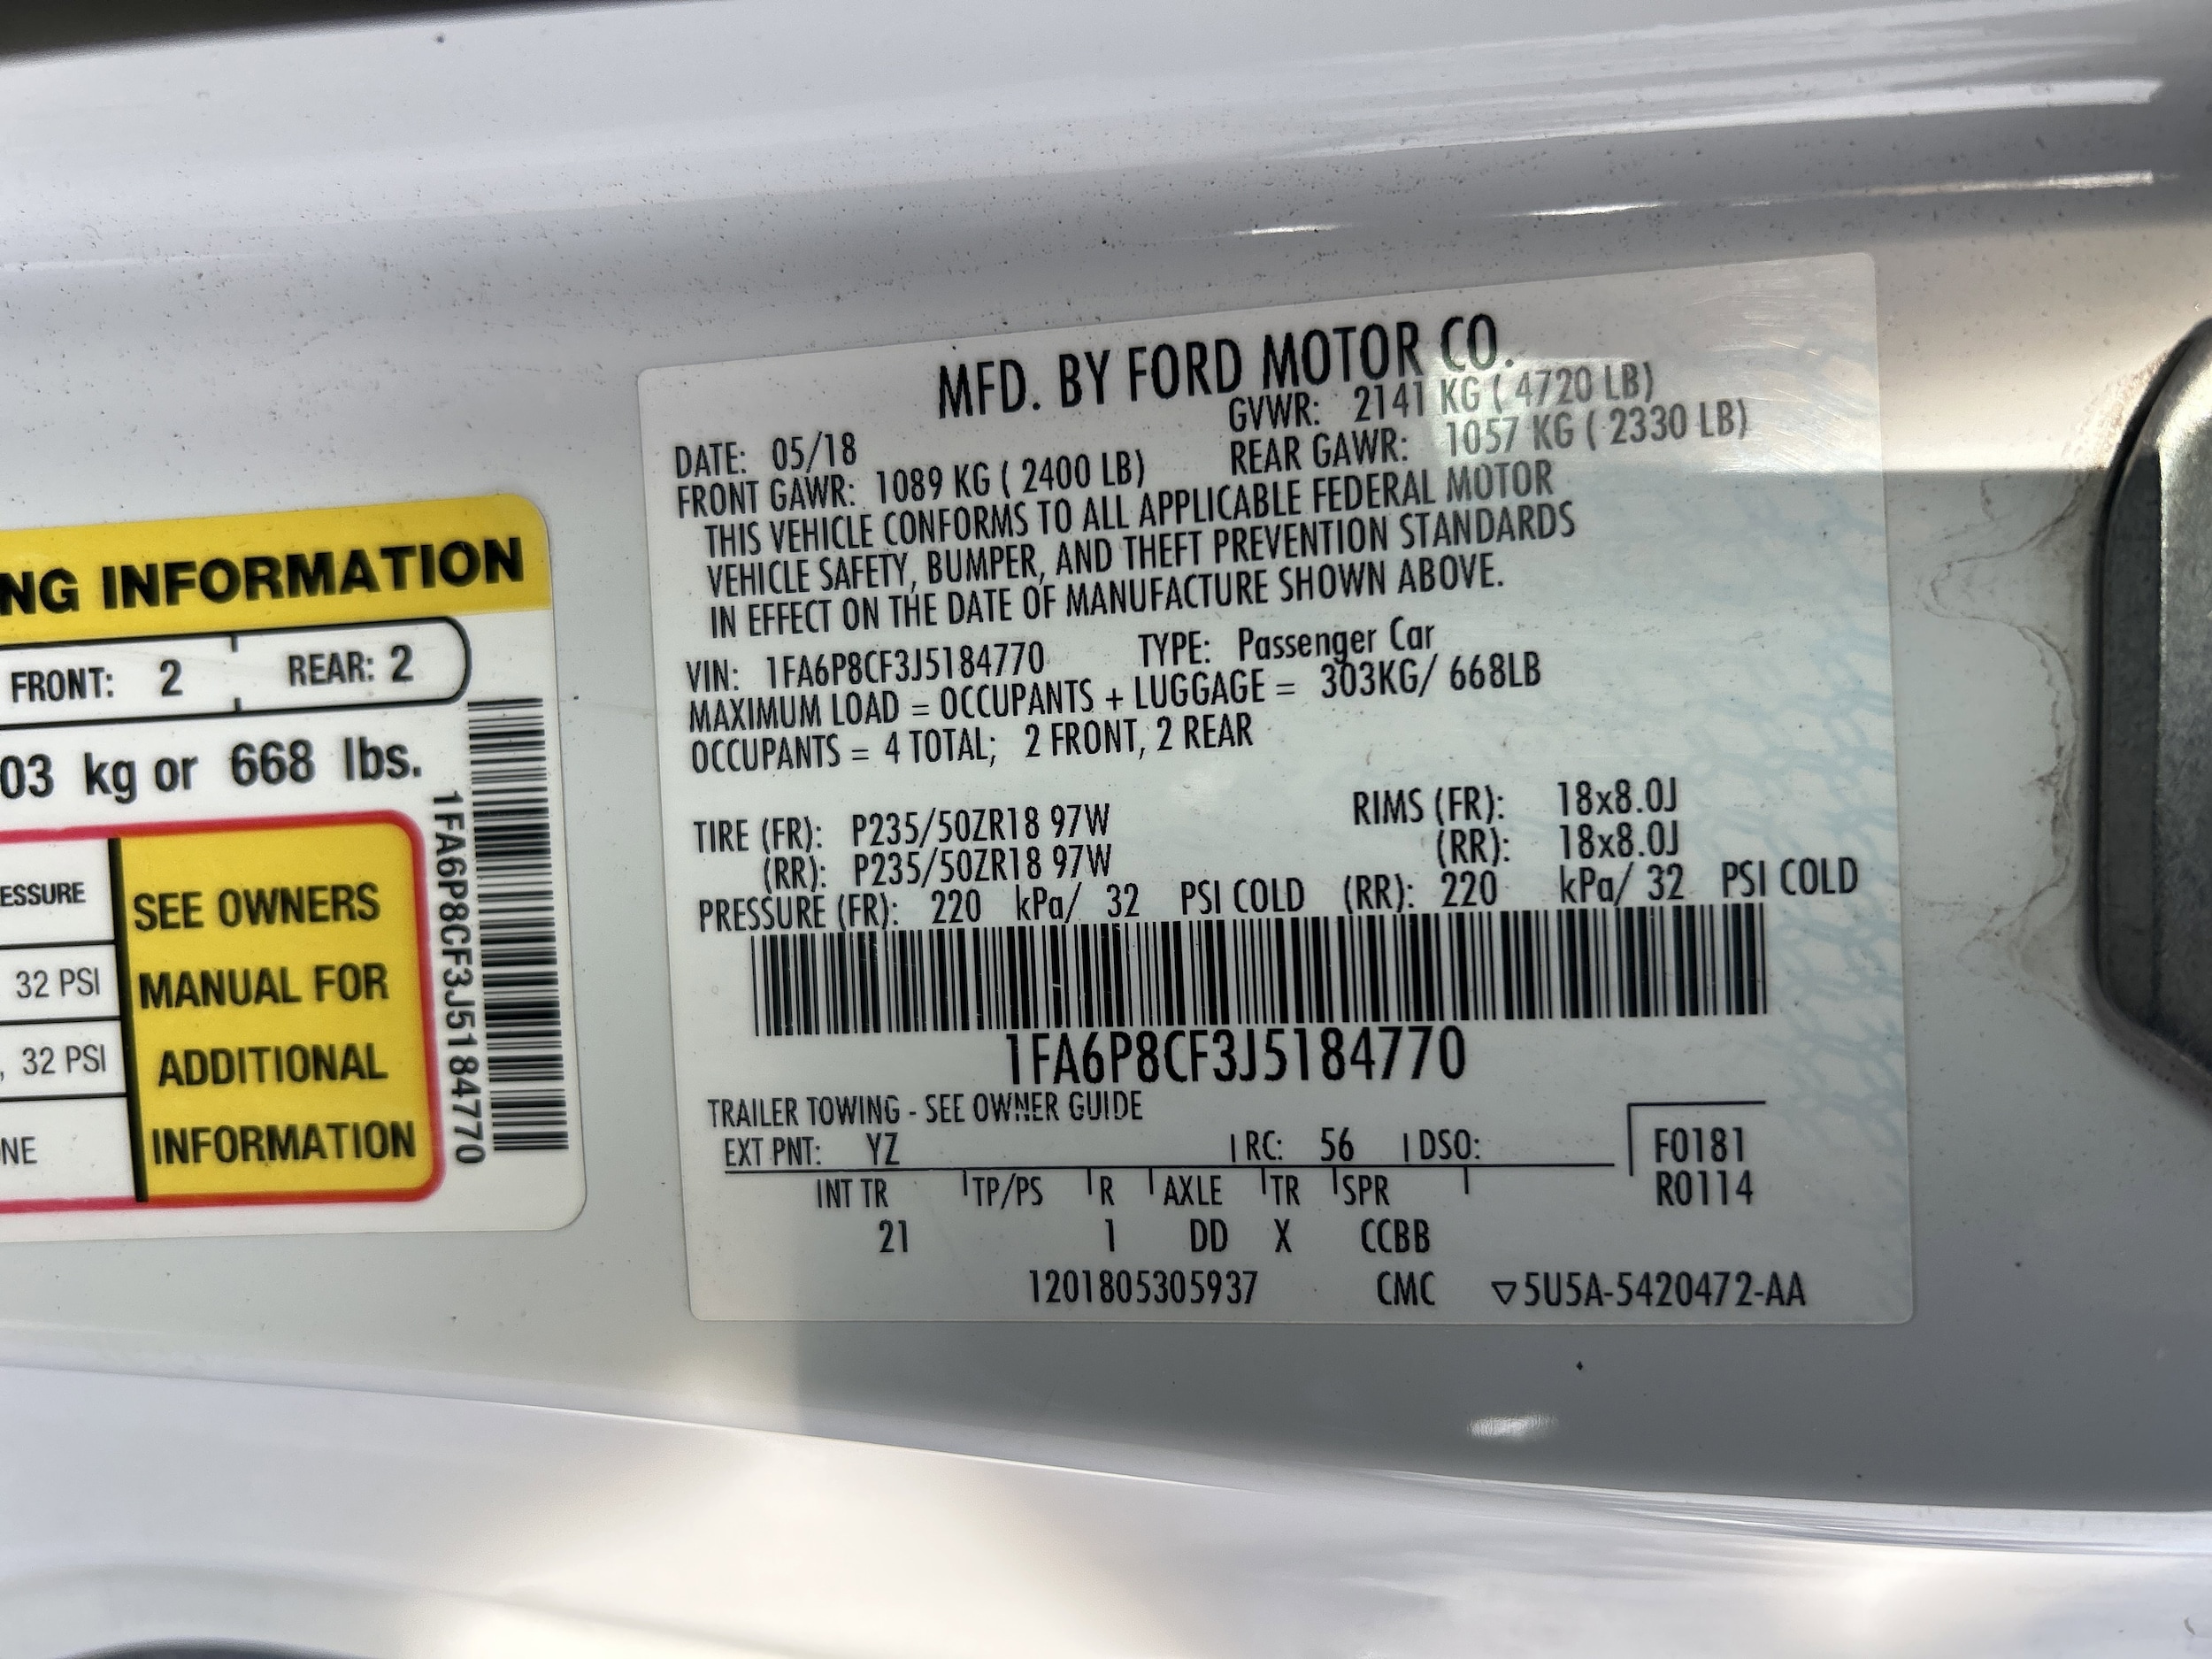 NG INFORMATION
FRONT: 2 REAR: 2
03 kg or 668 lbs.
ESSURE
32 PSI
, 32 PSI
NE
SEE OWNERS
MANUAL FOR
ADDITIONAL
INFORMATION
1FA6P8CF3J5184770
MFD. BY FORD MOTOR CO.
DATE: 05/18 GVWR: 2141 KG ( 4720 LB)
FRONT GAWR: 1089 KG ( 2400 LB) REAR GAWR: 1057 KG ( 2330 LB)
THIS VEHICLE CONFORMS TO ALL APPLICABLE FEDERAL MOTOR
VEHICLE SAFETY, BUMPER, AND THEFT PREVENTION STANDARDS
IN EFFECT ON THE DATE OF MANUFACTURE SHOWN ABOVE.
VIN: 1FA6P8CF3J5184770 TYPE: Passenger Car
MAXIMUM LOAD = OCCUPANTS + LUGGAGE = 303KG/ 668LB
OCCUPANTS = 4 TOTAL; 2 FRONT, 2 REAR
TIRE (FR): P235/50ZR18 97W RIMS (FR): 18x8.0J
(RR): P235/50ZR18 97W (RR): 18x8.0J
PRESSURE (FR): 220 kPa/ 32 PSI COLD (RR): 220 kPa/ 32 PSI COLD
1FA6P8CF3J5184770
TRAILER TOWING - SEE OWNER GUIDE
EXT PNT: YZ RC: 56 DSO: F0181
R0114
INT TR TP/PS R AXLE TR SPR
21 1 DD X CCBB
1201805305937 CMC ▽5U5A-5420472-AA